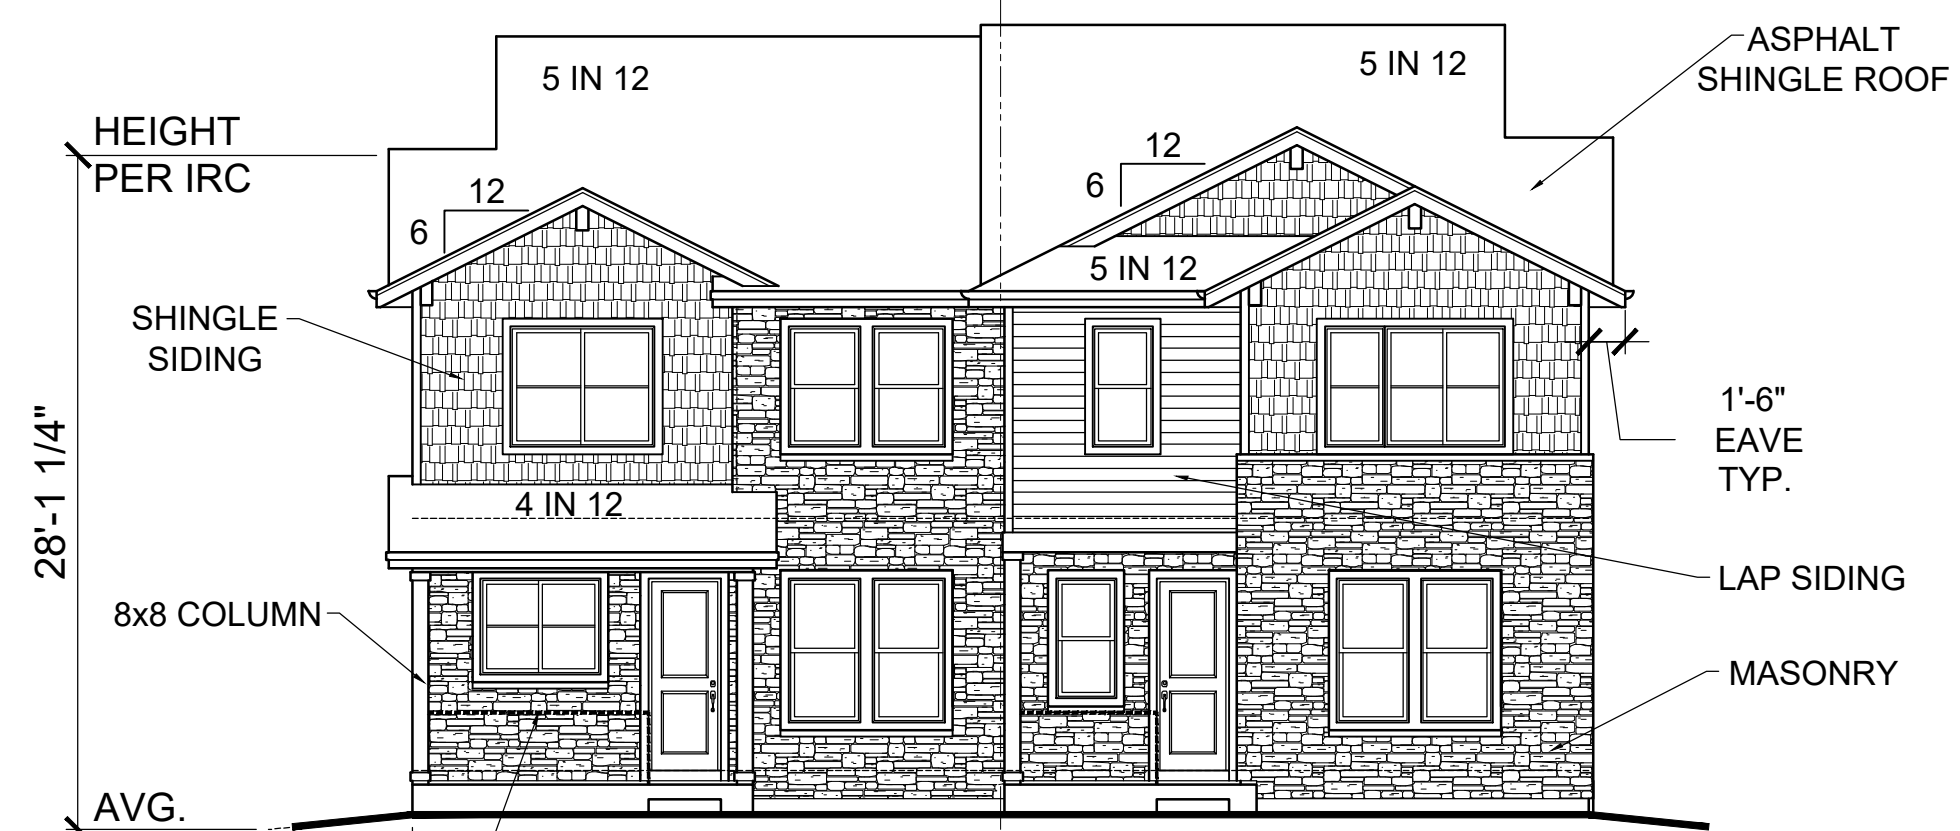 5 IN 12
5 IN 12
ASPHALT
SHINGLE ROOF
HEIGHT
PER IRC
12
6
12
6
5 IN 12
SHINGLE
SIDING
1'-6"
EAVE
TYP.
28'-1 1/4"
4 IN 12
LAP SIDING
8x8 COLUMN
MASONRY
AVG.